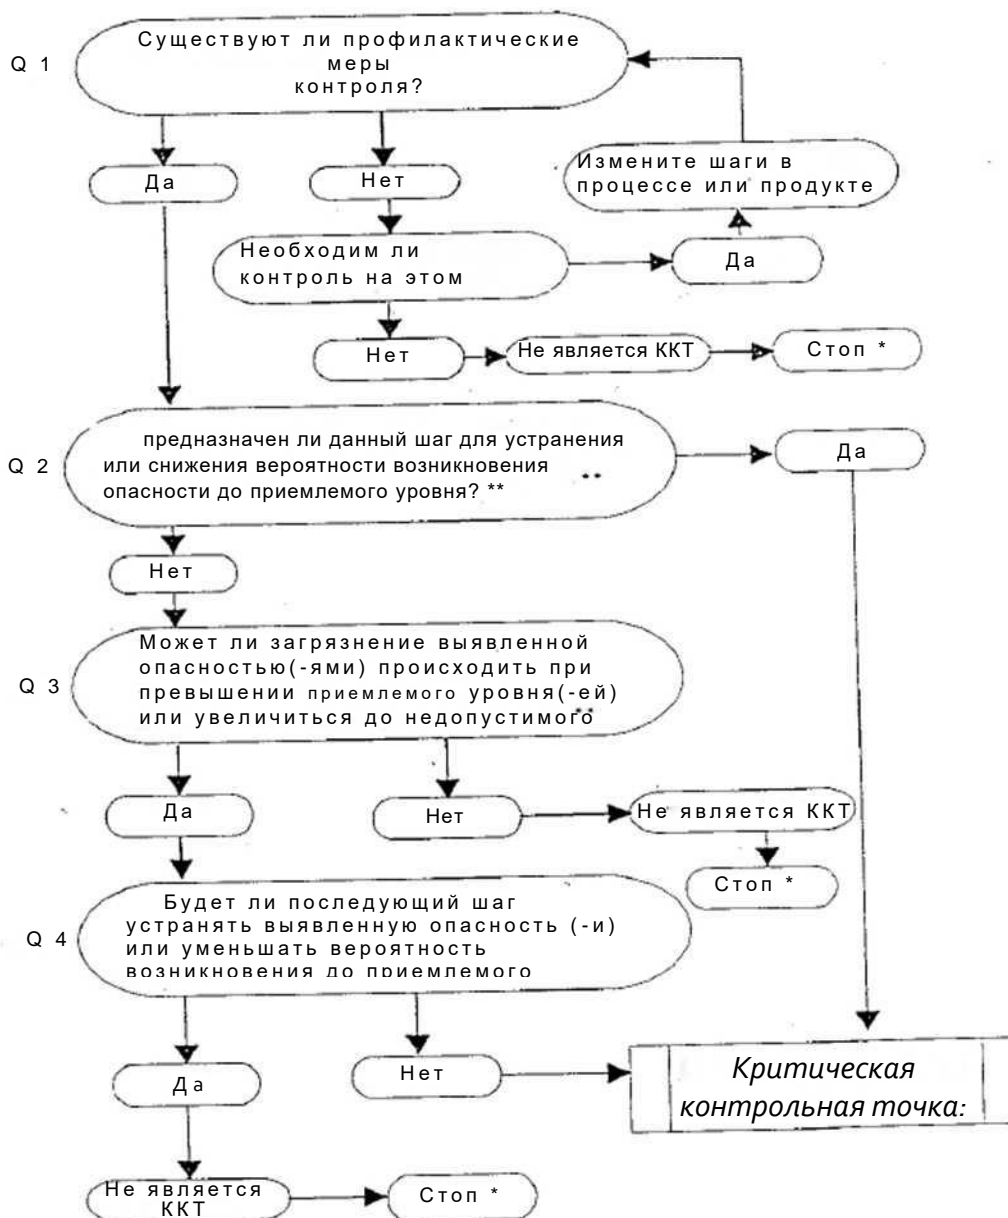 Q 1
Существуют ли профилактические
меры
контроля?
Да
Нет
Измените шаги в
процессе или продукте
Необходим ли
контроль на этом
Да
Нет
Не является ККТ
Стоп *
Q 2
предназначен ли данный шаг для устранения
или снижения вероятности возникновения
опасности до приемлемого уровня? **
Да
Нет
Q 3
Может ли загрязнение выявленной
опасностью(-ями) происходить при
превышении приемлемого уровня(-ей)
или увеличиться до недопустимого
Да
Нет
Не является ККТ
Стоп *
Q 4
Будет ли последующий шаг
устранять выявленную опасность (-и)
или уменьшать вероятность
возникновения до приемлемого
Да
Нет
Критическая
контрольная точка:
Не является
ККТ
Стоп *